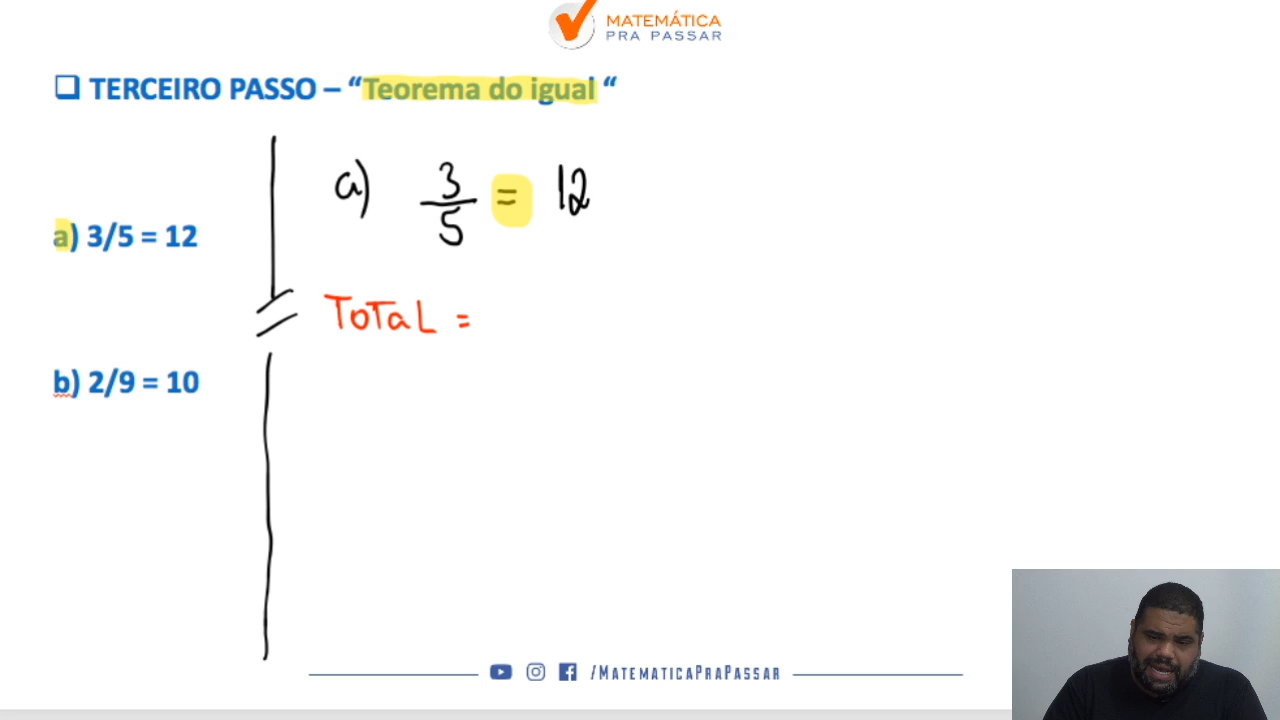 MATEMÁTICA
PRA PASSAR
TERCEIRO PASSO – “Teorema do igual “
a) 3/5 = 12
b) 2/9 = 10
a) 3/5 = 12
TOTAL =
/MATEMATICAPRAPASSAR